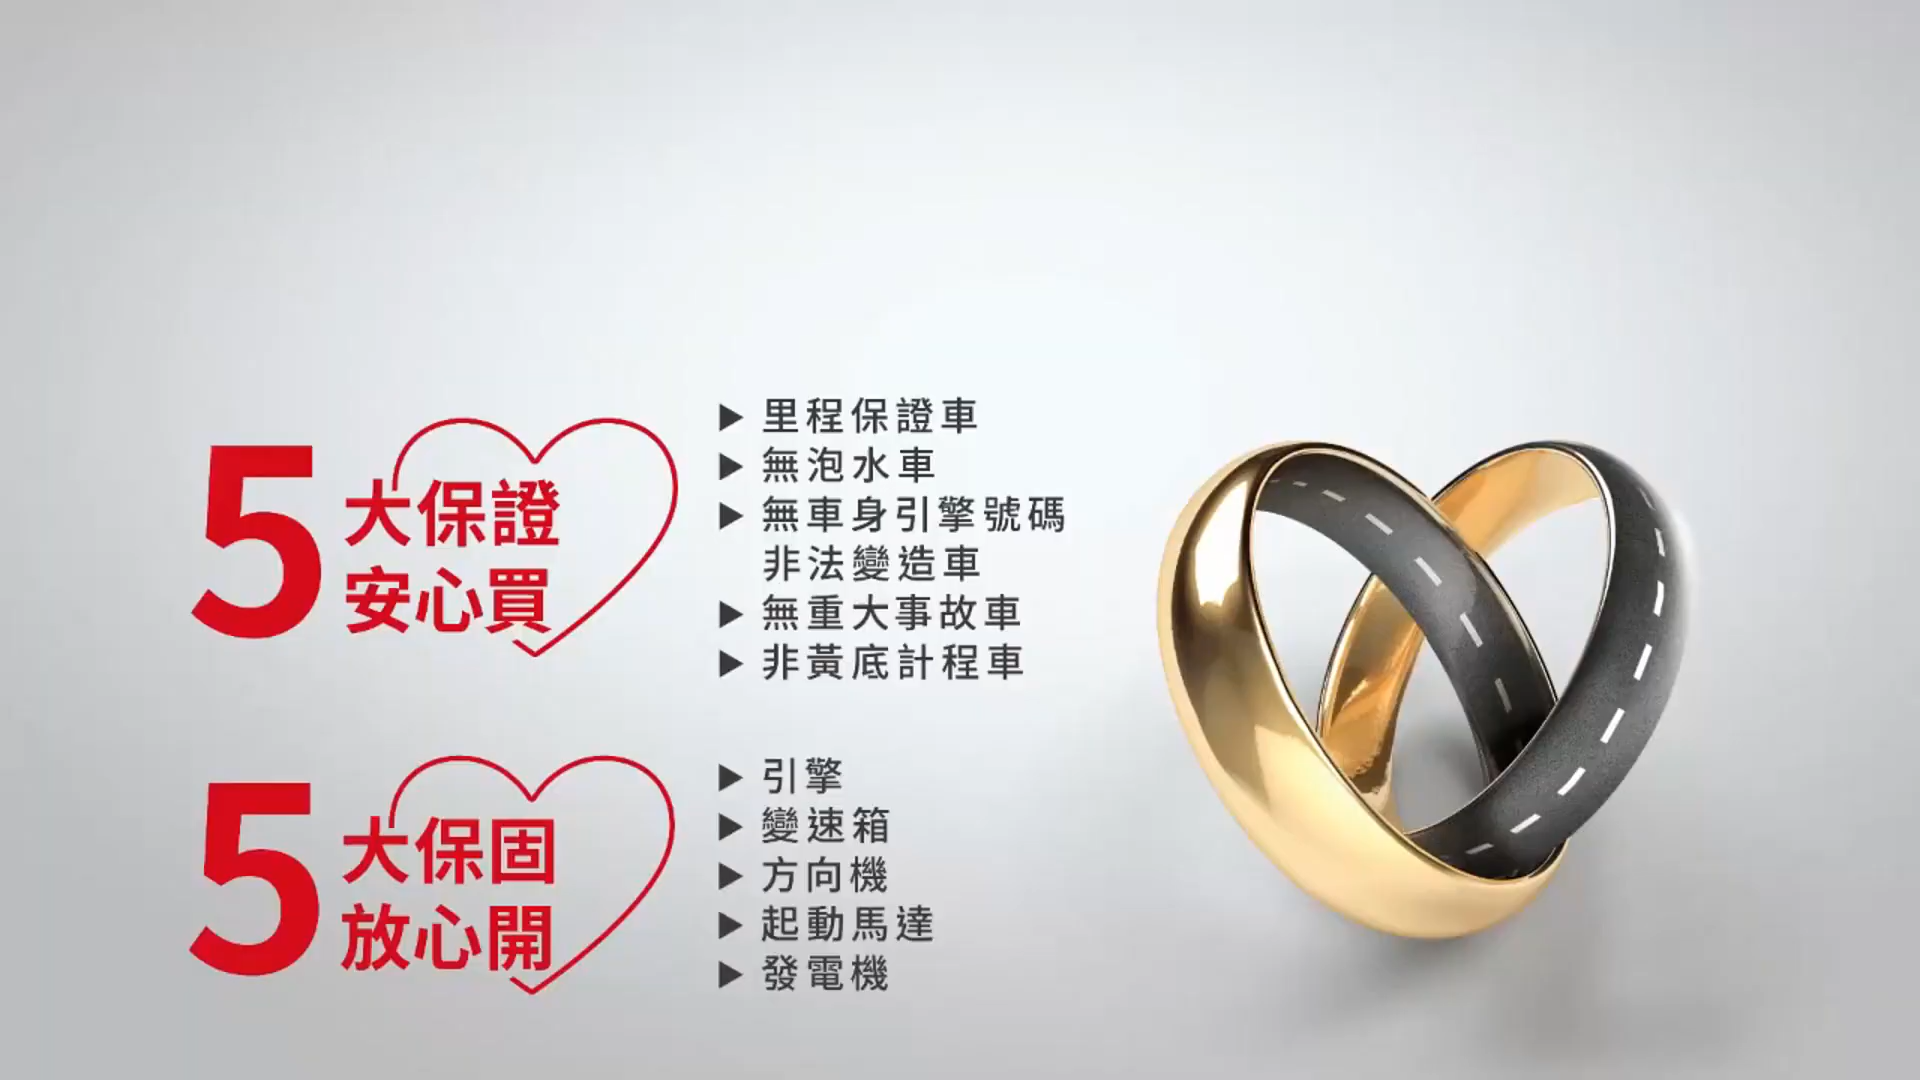 5大保證
安心買
▶ 里程保證車
▶ 無泡水車
▶ 無車身引擎號碼
非法變造車
▶ 無重大事故車
▶ 非黃底計程車
5大保固
放心開
▶ 引擎
▶ 變速箱
▶ 方向機
▶ 起動馬達
▶ 發電機